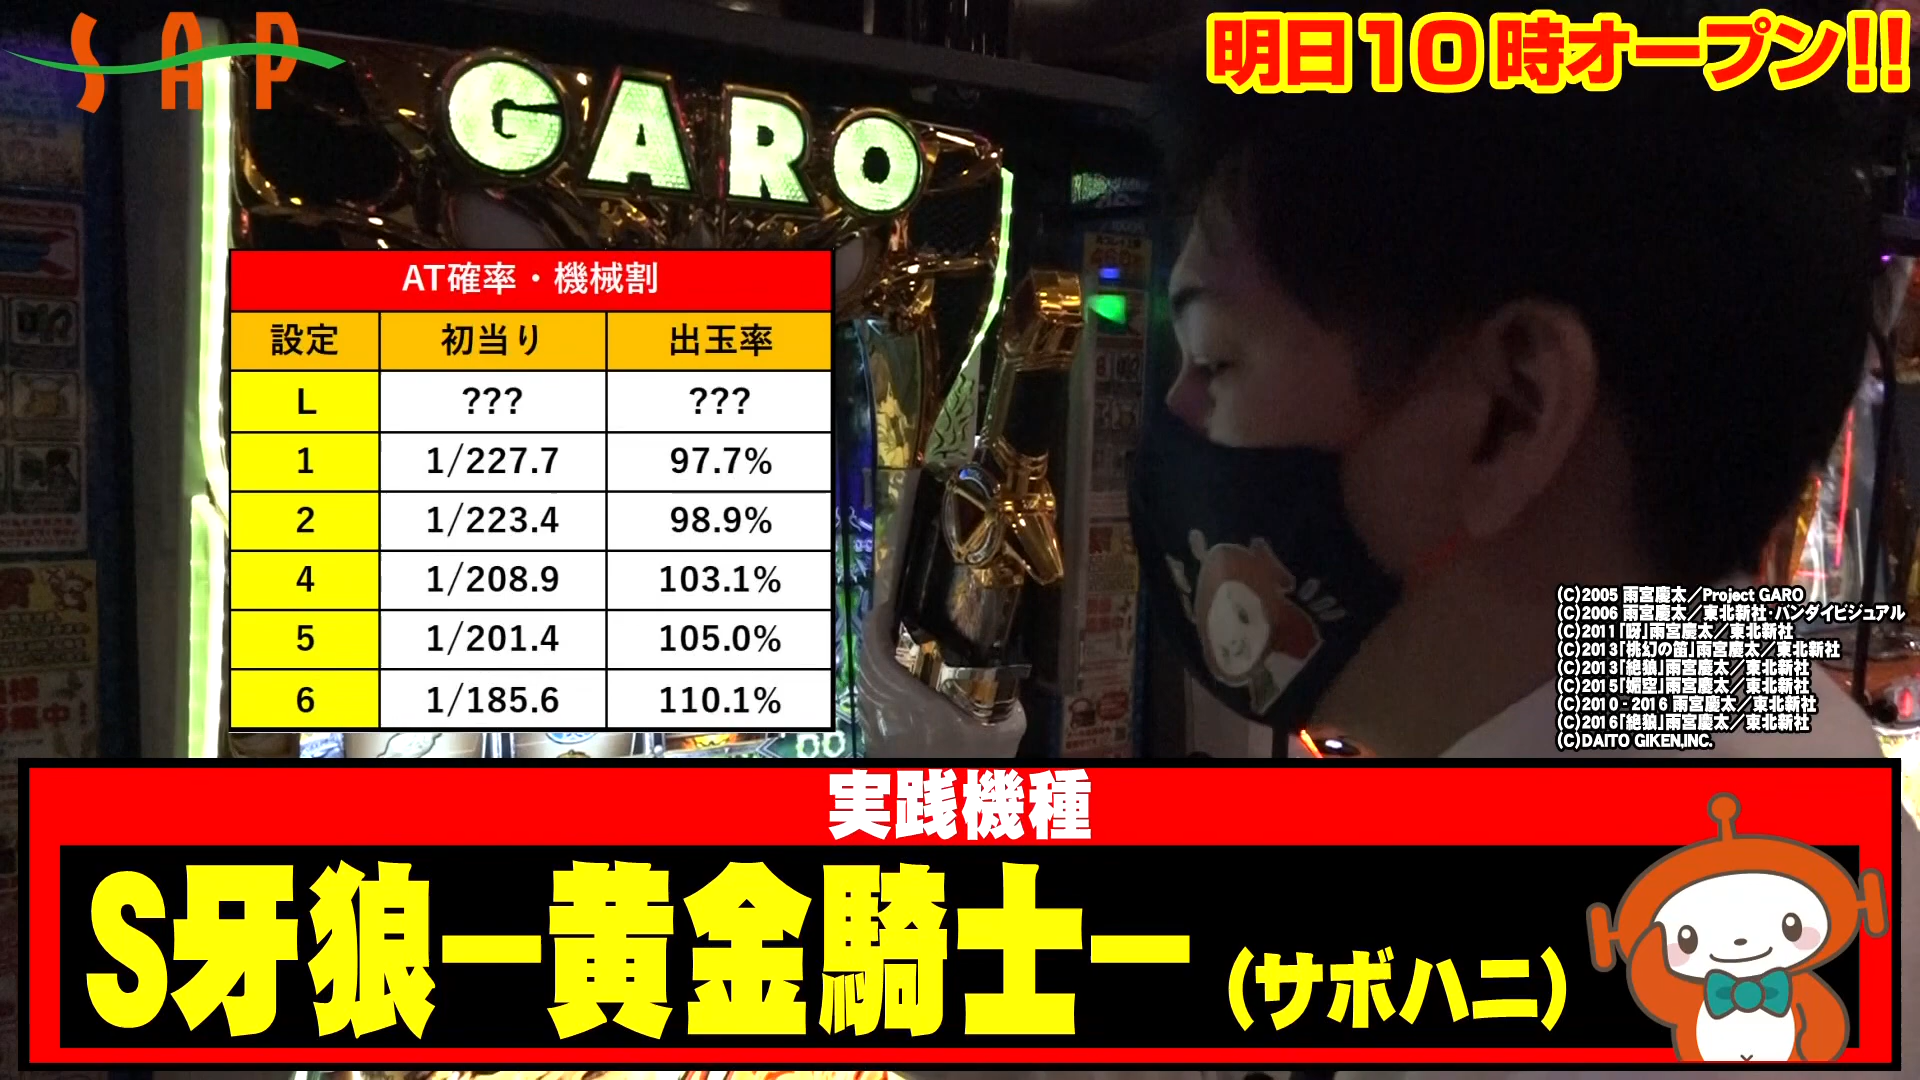 SAP
明日10時オープン!!
GARO
AT確率・機械割
設定 初当り 出玉率
L ??? ???
1 1/227.7 97.7%
2 1/223.4 98.9%
4 1/208.9 103.1%
5 1/201.4 105.0%
6 1/185.6 110.1%
(C)2005 雨宮慶太／Project GARO
(C)2006 雨宮慶太／東北新社・バンダイビジュアル
(C)2011「呀」雨宮慶太／東北新社
(C)2013「桃幻の笛」雨宮慶太／東北新社
(C)2013「絶狼」雨宮慶太／東北新社
(C)2015「媚空」雨宮慶太／東北新社
(C)2010-2016 雨宮慶太／東北新社
(C)2016「絶狼」雨宮慶太／東北新社
(C)DAITO GIKEN,INC.
実践機種
S牙狼ー黄金騎士ー（サボハニ）